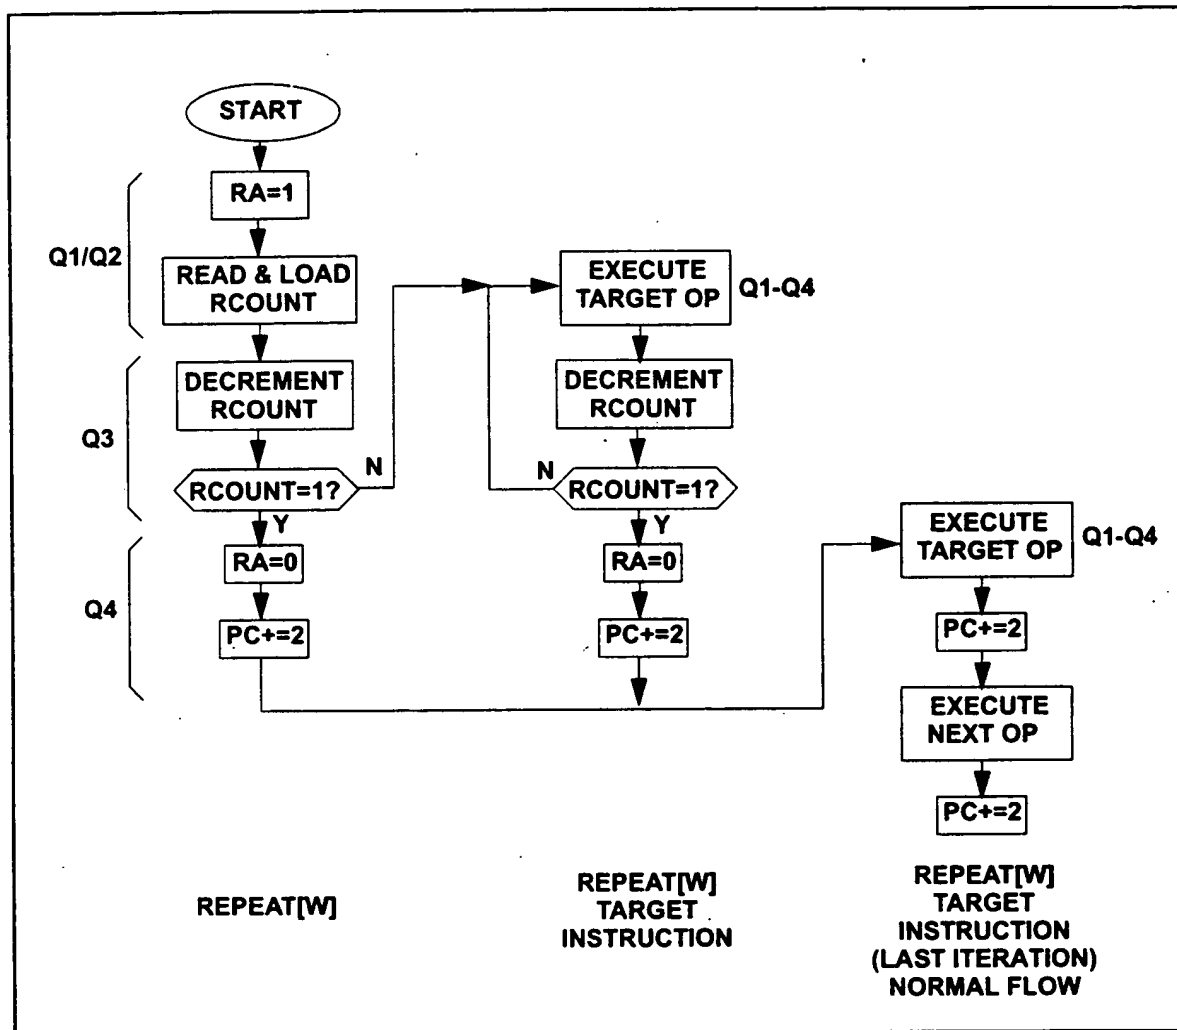 START
RA=1
Q1/Q2
READ & LOAD
RCOUNT
DECREMENT
RCOUNT
Q3
RCOUNT=1?
N
Y
RA=0
Q4
PC+=2
REPEAT[W]
EXECUTE
TARGET OP
Q1-Q4
DECREMENT
RCOUNT
N
RCOUNT=1?
Y
RA=0
PC+=2
REPEAT[W]
TARGET
INSTRUCTION
EXECUTE
TARGET OP
Q1-Q4
PC+=2
EXECUTE
NEXT OP
PC+=2
REPEAT[W]
TARGET
INSTRUCTION
(LAST ITERATION)
NORMAL FLOW